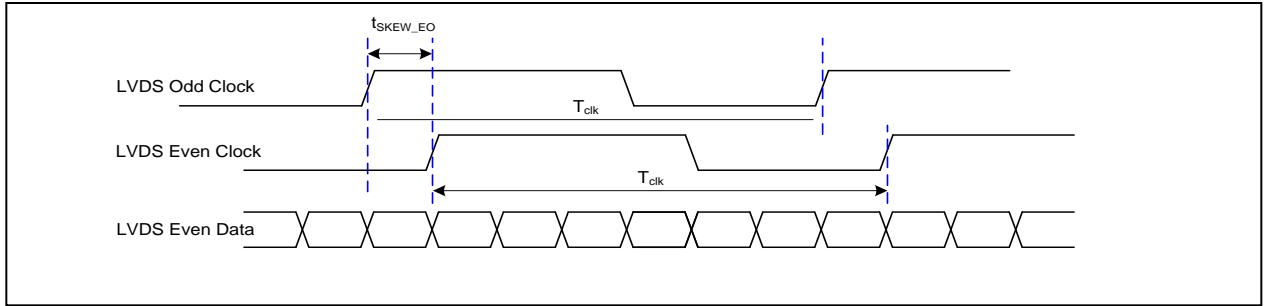 tSKEW_EO
LVDS Odd Clock
Tclk
LVDS Even Clock
Tclk
LVDS Even Data